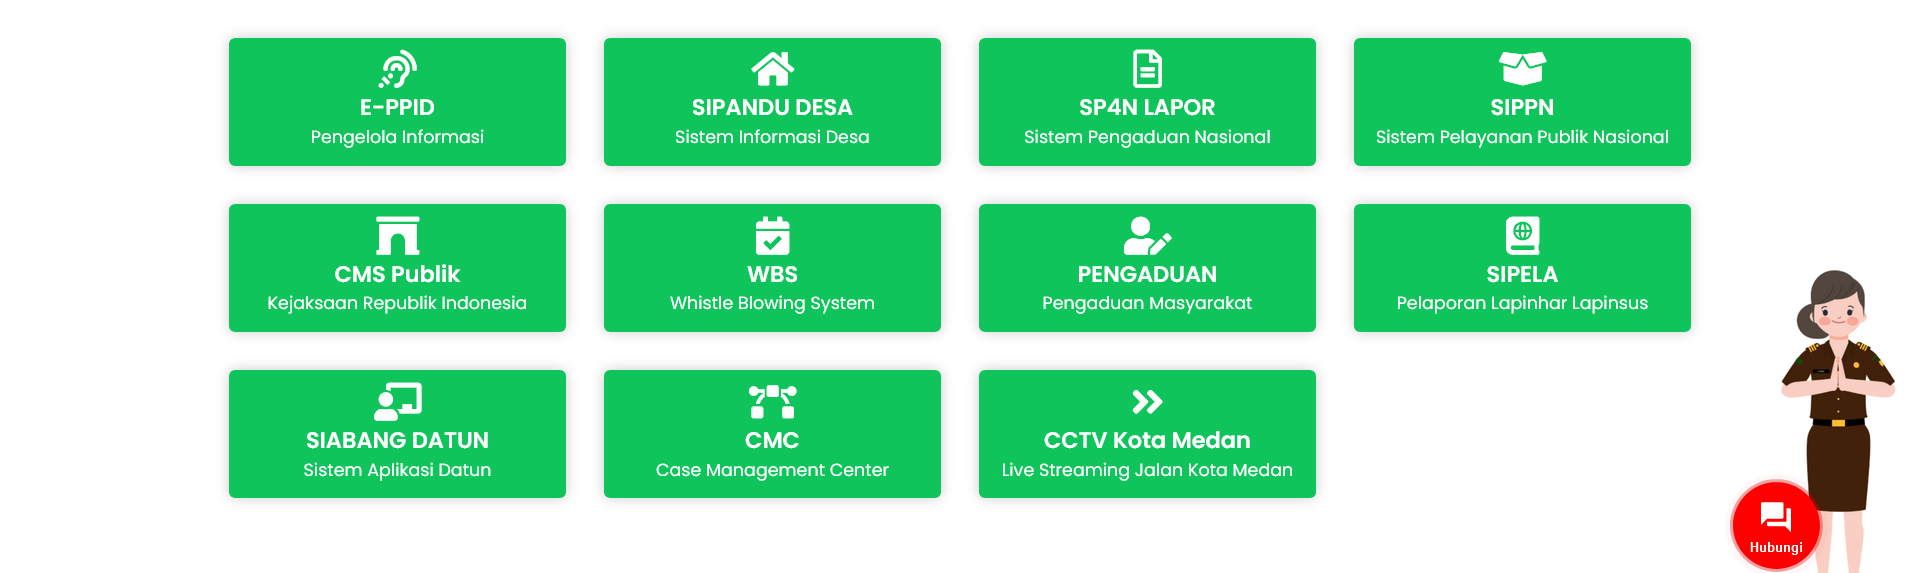 E-PPID
Pengelola Informasi
SIPANDU DESA
Sistem Informasi Desa
SP4N LAPOR
Sistem Pengaduan Nasional
SIPPN
Sistem Pelayanan Publik Nasional
CMS Publik
Kejaksaan Republik Indonesia
WBS
Whistle Blowing System
PENGADUAN
Pengaduan Masyarakat
SIPELA
Pelaporan Lapinhar Lapinsus
SIABANG DATUN
Sistem Aplikasi Datun
CMC
Case Management Center
CCTV Kota Medan
Live Streaming Jalan Kota Medan
Hubungi